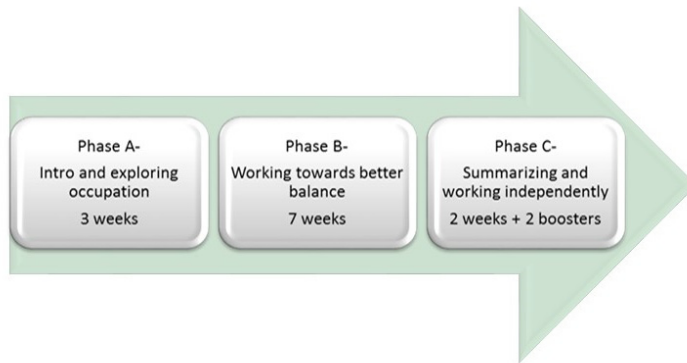 Phase A-
Intro and exploring
occupation
3 weeks
Phase B-
Working towards better
balance
7 weeks
Phase C-
Summarizing and
working independently
2 weeks + 2 boosters